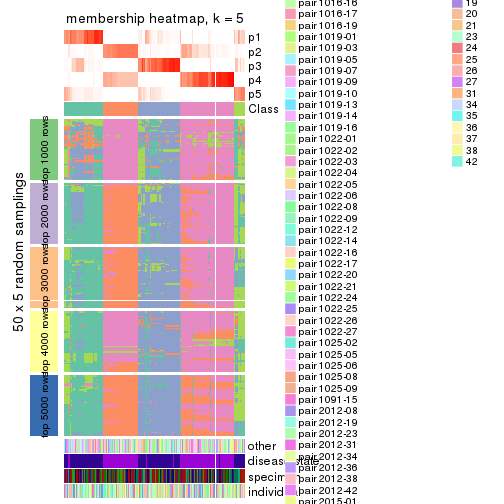 membership heatmap, k = 5
p1
p2
p3
p4
p5
Class
50 x 5 random samplings
top 1000 rows
top 2000 rows
top 3000 rows
top 4000 rows
top 5000 rows
other
disease.state
individ
pair1016-16
pair1016-17
pair1019-01
pair1019-03
pair1019-05
pair1019-07
pair1019-09
pair1019-10
pair1019-13
pair1019-14
pair1019-16
pair1022-01
pair1022-02
pair1022-03
pair1022-04
pair1022-05
pair1022-06
pair1022-08
pair1022-09
pair1022-12
pair1022-14
pair1022-16
pair1022-17
pair1022-20
pair1022-21
pair1022-24
pair1022-25
pair1022-26
pair1022-27
pair1025-02
pair1025-05
pair1025-06
pair1025-08
pair1025-09
pair1091-15
pair2012-08
pair2012-19
pair2012-23
pair2012-31
pair2012-34
pair2012-36
pair2012-38
pair2012-42
pair2015-01
19
20
21
23
24
25
26
27
31
34
35
36
37
38
42